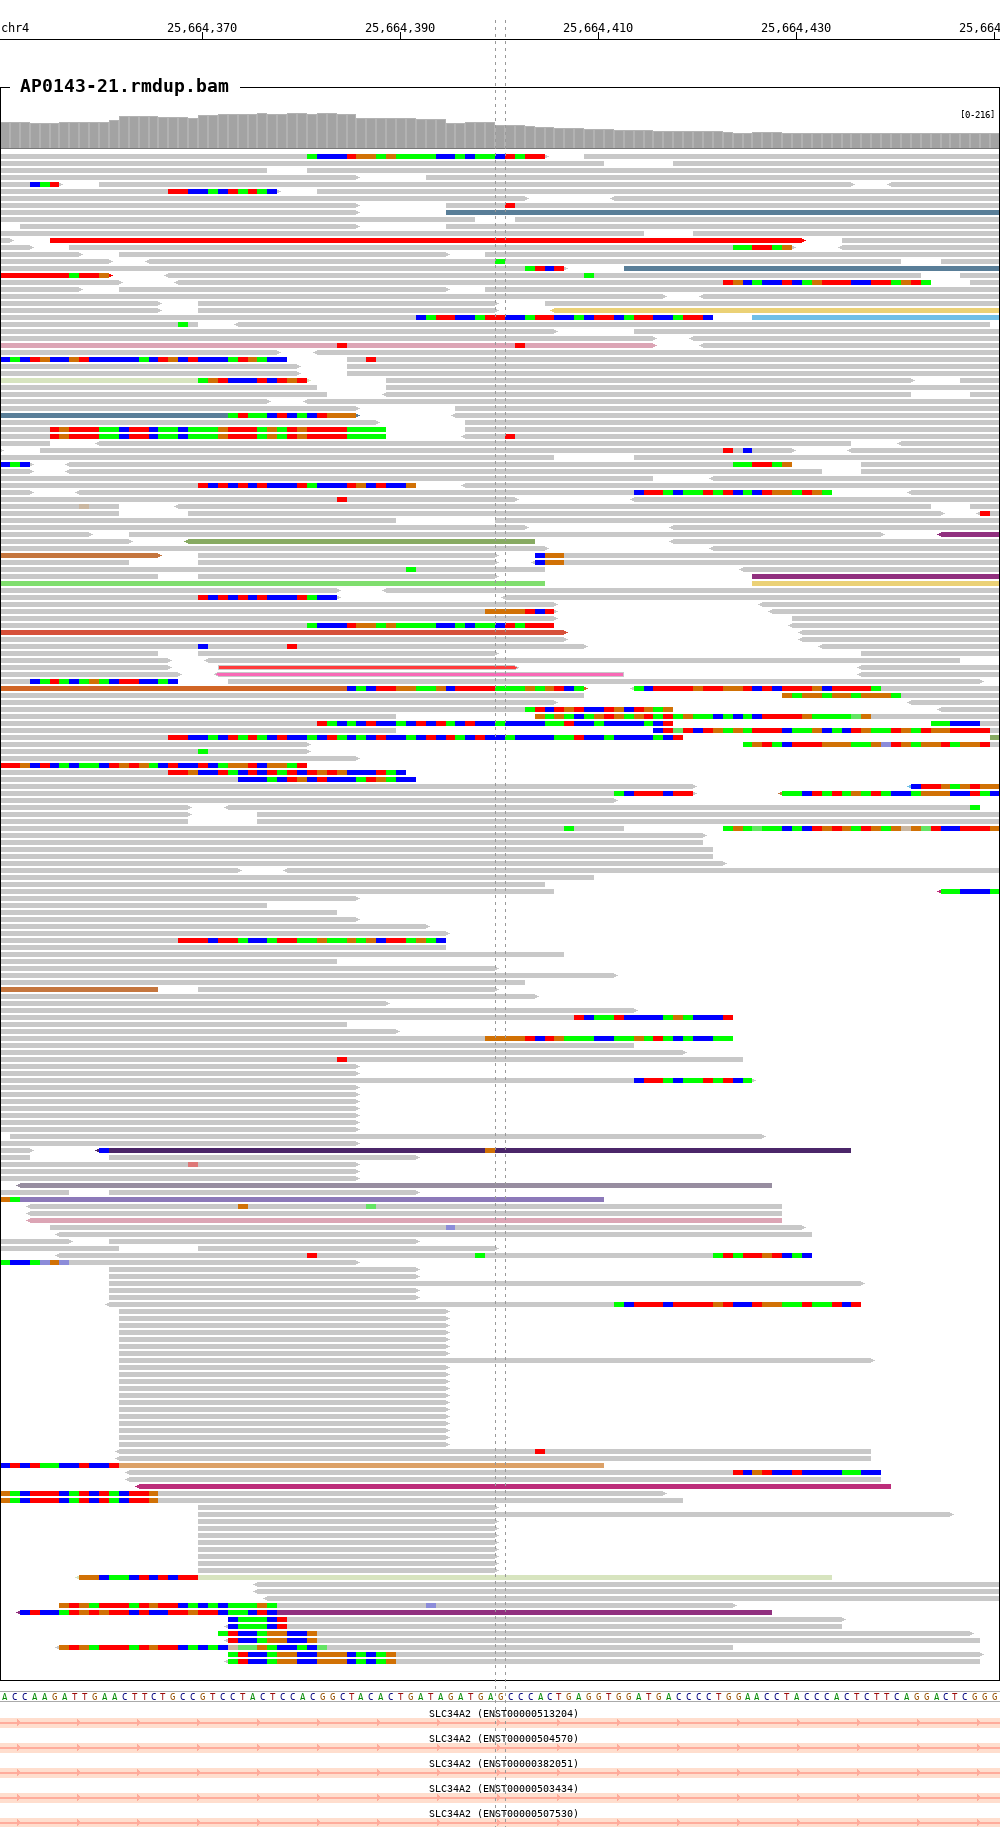 chr4 25,664,370 25,664,390 25,664,410 25,664,430 25,664
AP0143-21.rmdup.bam
[0-216]
ACCAAGATTGAACTTCTGCCGTCCTACTCCACGGCTACACTGATAGATGAGCCCACTGAGGTGGATGACCCCTGGAACCTACCCACTCTTCAGGACTCGGG
SLC34A2 (ENST00000513204)
SLC34A2 (ENST00000504570)
SLC34A2 (ENST00000382051)
SLC34A2 (ENST00000503434)
SLC34A2 (ENST00000507530)